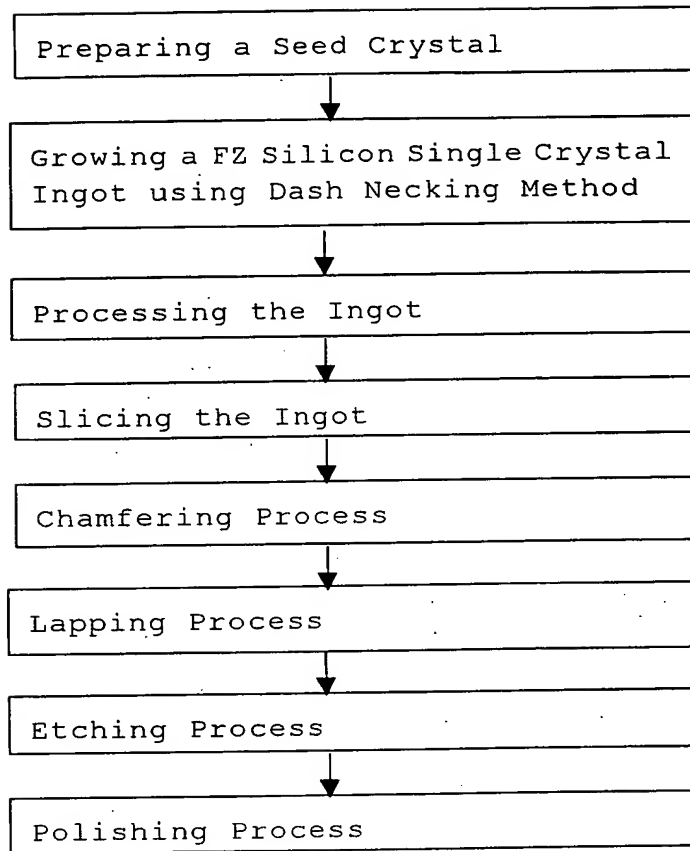 Preparing a Seed Crystal
Growing a FZ Silicon Single Crystal
Ingot using Dash Necking Method
Processing the Ingot
Slicing the Ingot
Chamfering Process
Lapping Process
Etching Process
Polishing Process